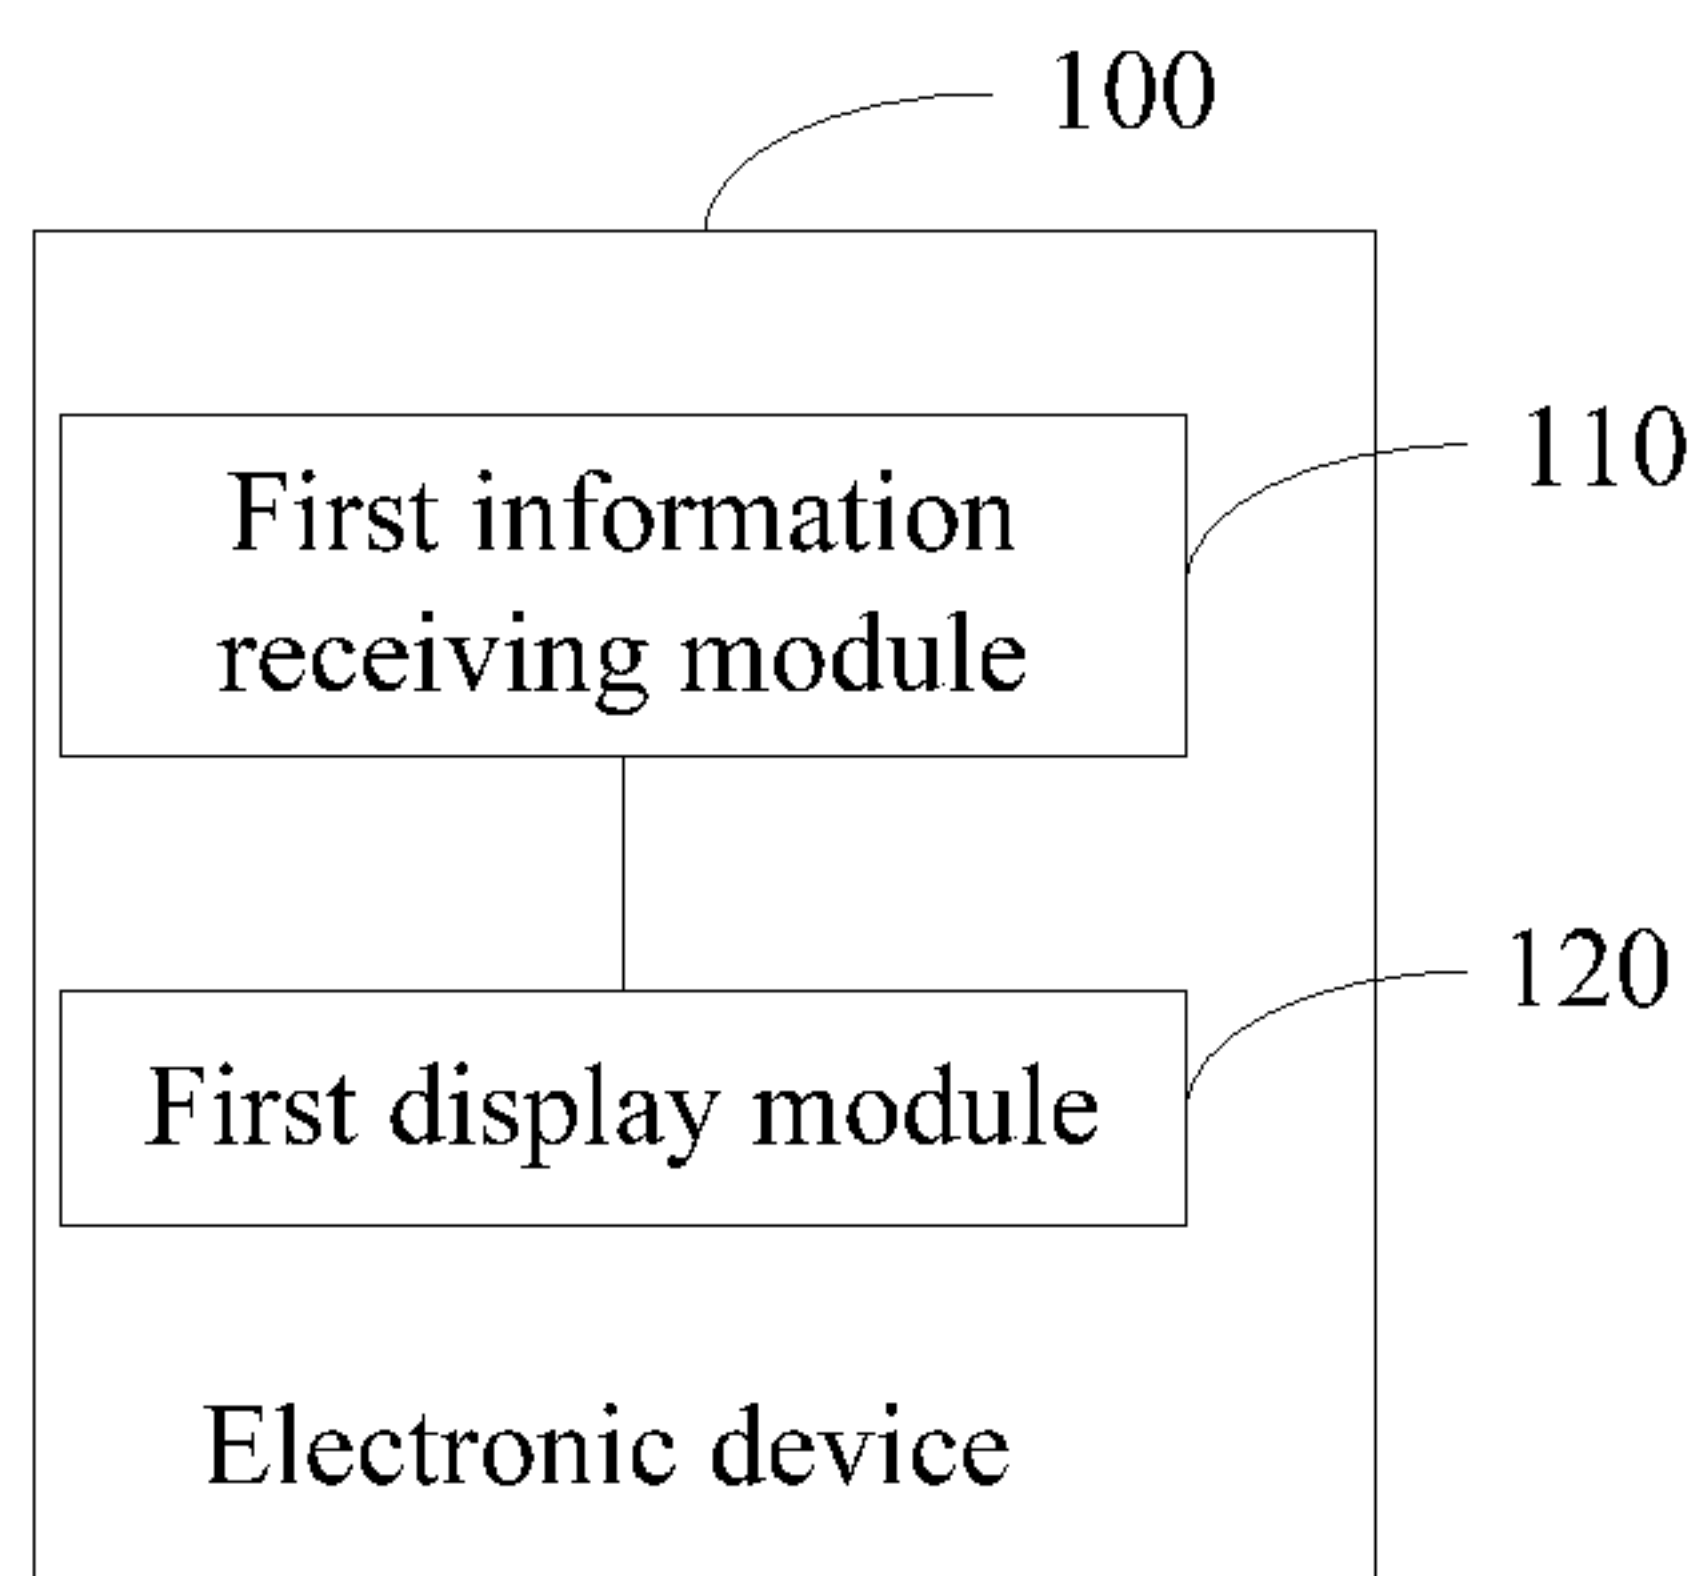 100
110
First information
receiving module
120
First display module
Electronic device